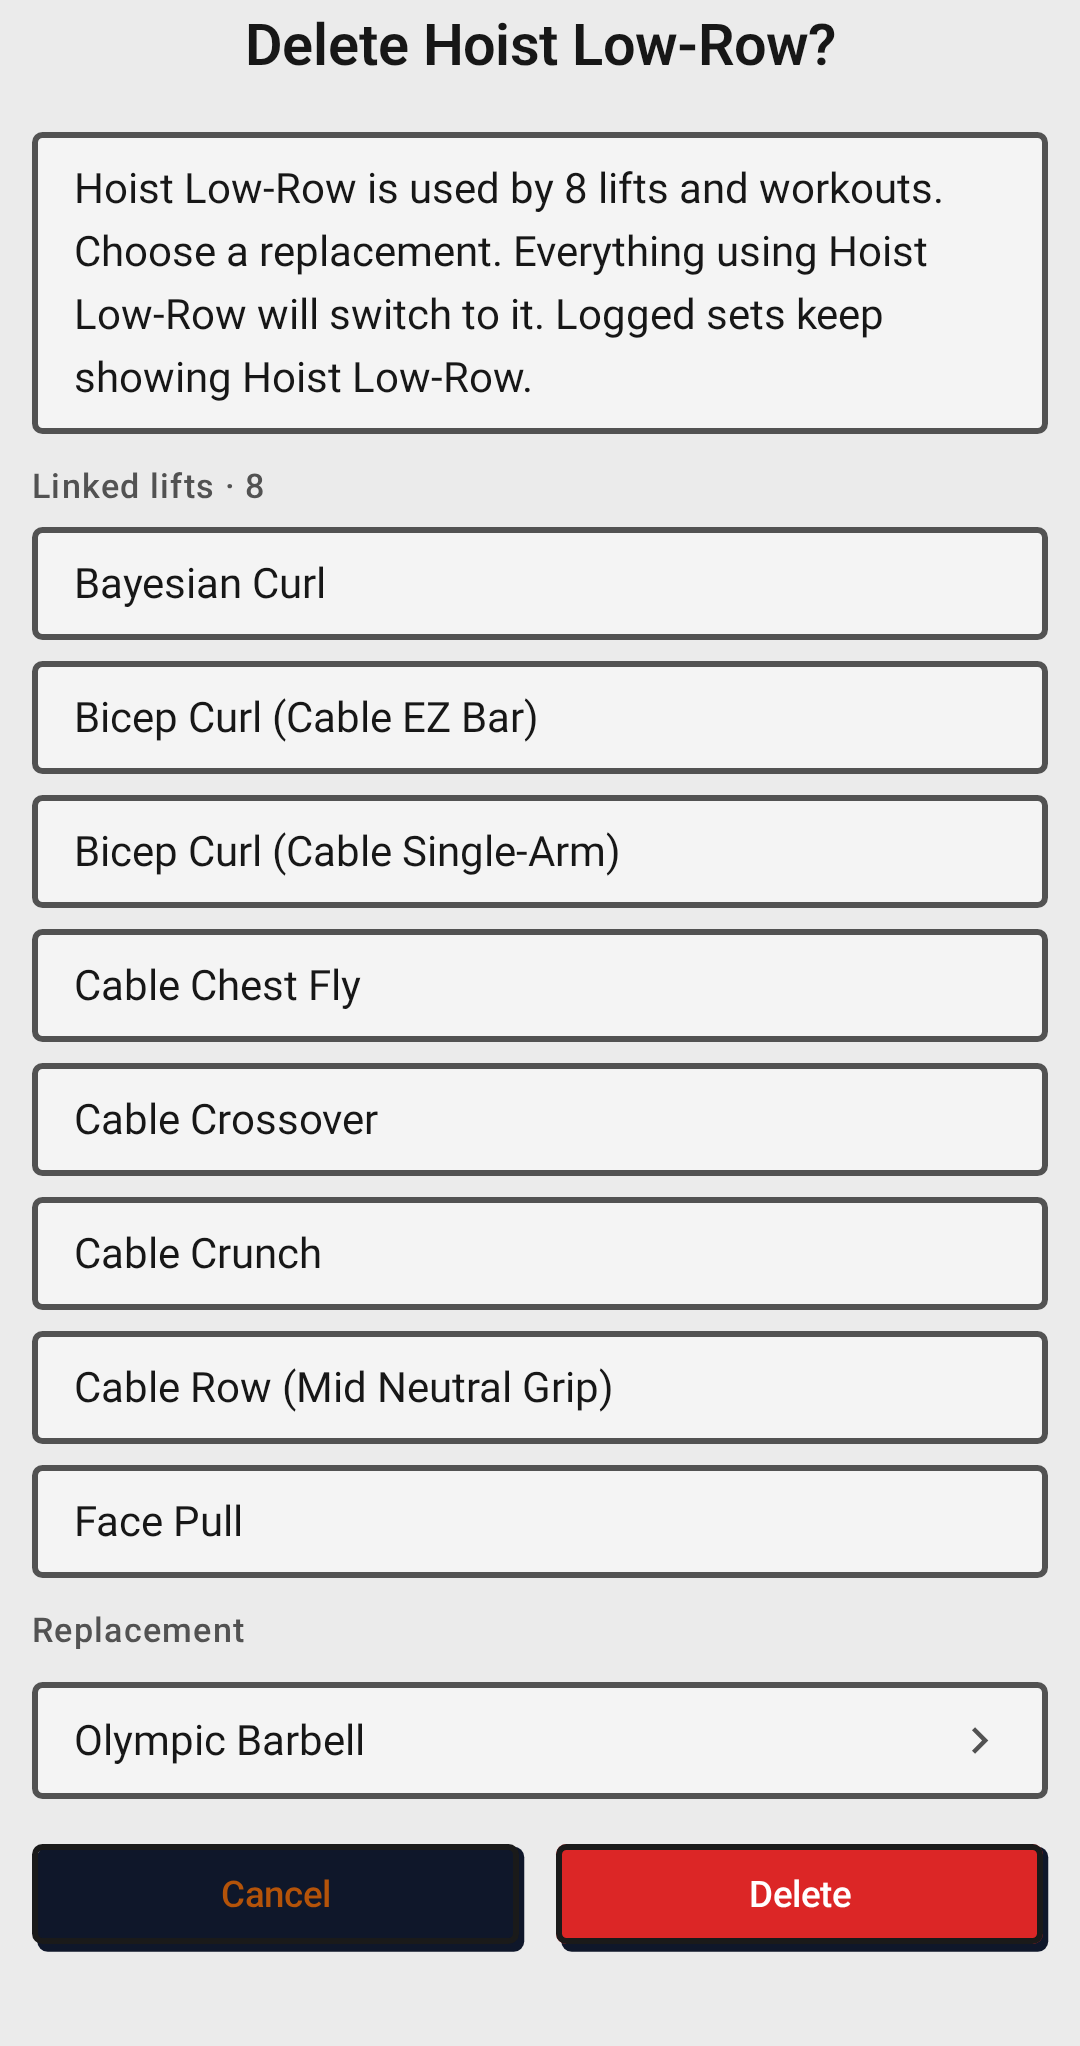 Delete Hoist Low-Row?
Hoist Low-Row is used by 8 lifts and workouts.
Choose a replacement. Everything using Hoist
Low-Row will switch to it. Logged sets keep
showing Hoist Low-Row.
Linked lifts · 8
Bayesian Curl
Bicep Curl (Cable EZ Bar)
Bicep Curl (Cable Single-Arm)
Cable Chest Fly
Cable Crossover
Cable Crunch
Cable Row (Mid Neutral Grip)
Face Pull
Replacement
Olympic Barbell
Cancel
Delete